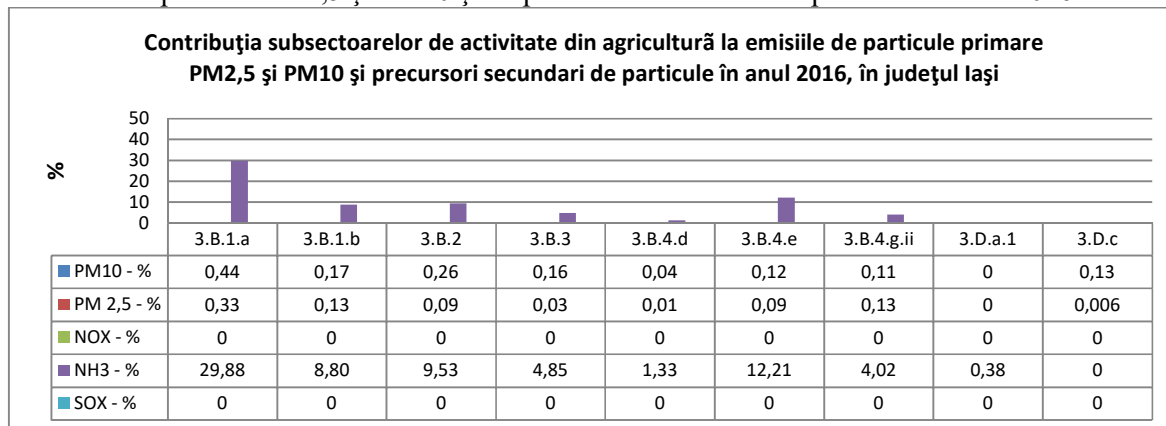 Contribuţia subsectoarelor de activitate din agricultură la emisiile de particule primare
PM2,5 şi PM10 şi precursori secundari de particule în anul 2016, în judeţul Iaşi
%
50
40
30
20
10
0
3.B.1.a 3.B.1.b 3.B.2 3.B.3 3.B.4.d 3.B.4.e 3.B.4.g.ii 3.D.a.1 3.D.c
PM10 - % 0,44 0,17 0,26 0,16 0,04 0,12 0,11 0 0,13
PM 2,5 - % 0,33 0,13 0,09 0,03 0,01 0,09 0,13 0 0,006
NOX - % 0 0 0 0 0 0 0 0 0
NH3 - % 29,88 8,80 9,53 4,85 1,33 12,21 4,02 0,38 0
SOX - % 0 0 0 0 0 0 0 0 0